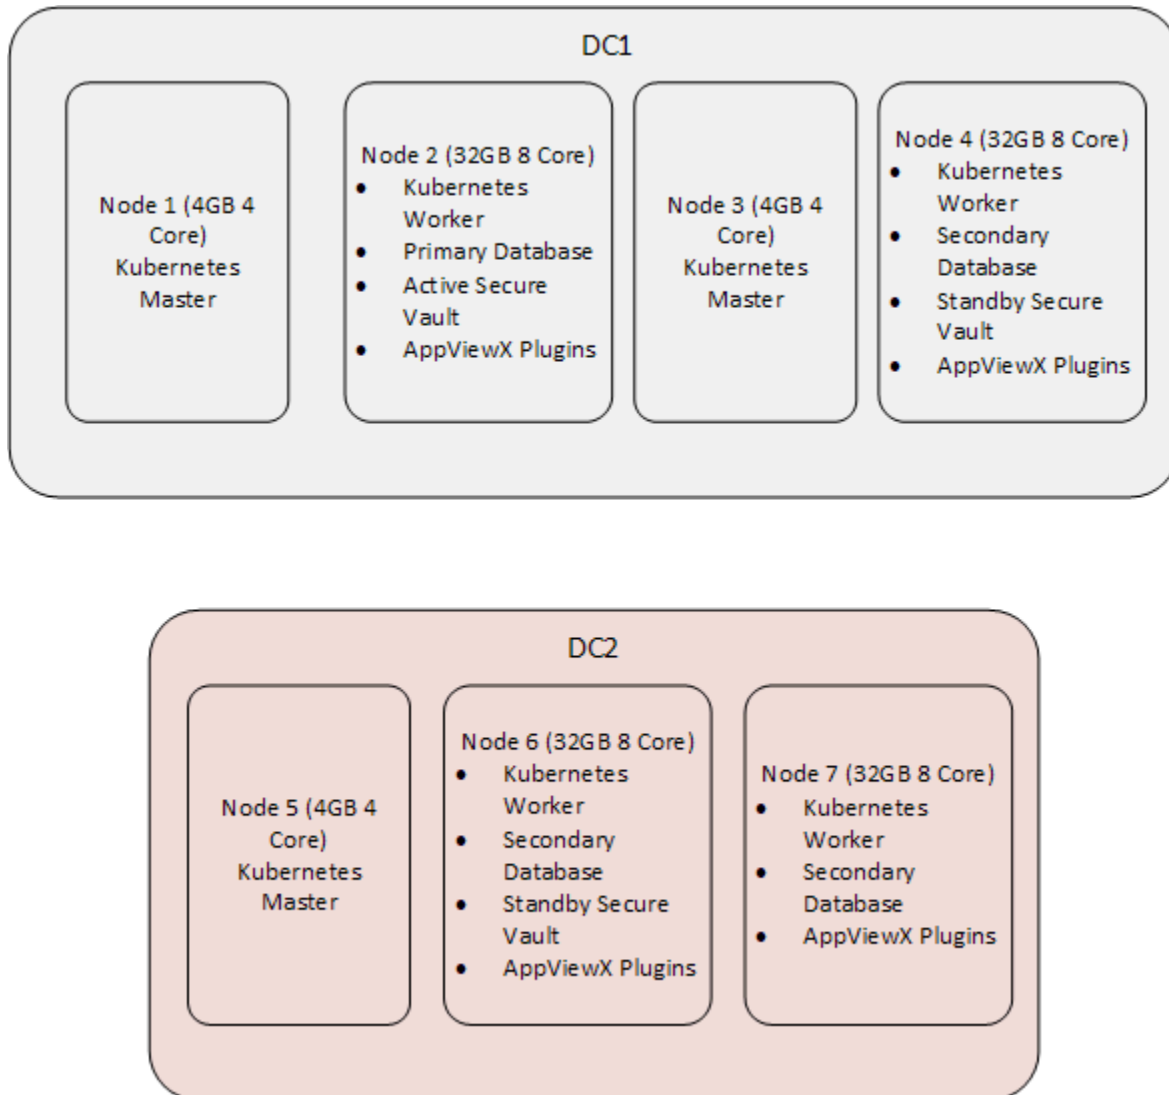 DC1
Node 1 (4GB 4
Core)
Kubernetes
Master
Node 2 (32GB 8 Core)
● Kubernetes
Worker
● Primary Database
● Active Secure
Vault
● AppViewX Plugins
Node 3 (4GB 4
Core)
Kubernetes
Master
Node 4 (32GB 8 Core)
● Kubernetes
Worker
● Secondary
Database
● Standby Secure
Vault
● AppViewX Plugins
DC2
Node 5 (4GB 4
Core)
Kubernetes
Master
Node 6 (32GB 8 Core)
● Kubernetes
Worker
● Secondary
Database
● Standby Secure
Vault
● AppViewX Plugins
Node 7 (32GB 8 Core)
● Kubernetes
Worker
● Secondary
Database
● AppViewX Plugins